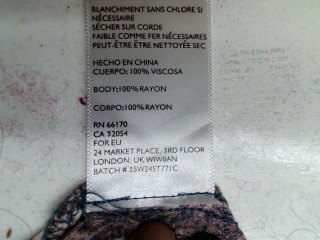 BLANCHIMENT SANS CHLORE SI
NÉCESSAIRE
SÉCHER SUR CORDE
FAIBLE COMME FER NÉCESSAIRES
PEUT-ÊTRE ÊTRE NETTOYÉE SEC
HECHO EN CHINA
CUERPO: 100% VISCOSA
BODY:100% RAYON
CORPO:100% RAYON
RN 66170
CA 32054
FOR EU
24 MARKET PLACE, 3RD FLOOR
LONDON, UK WIW8AN
BATCH # 35W245T771C